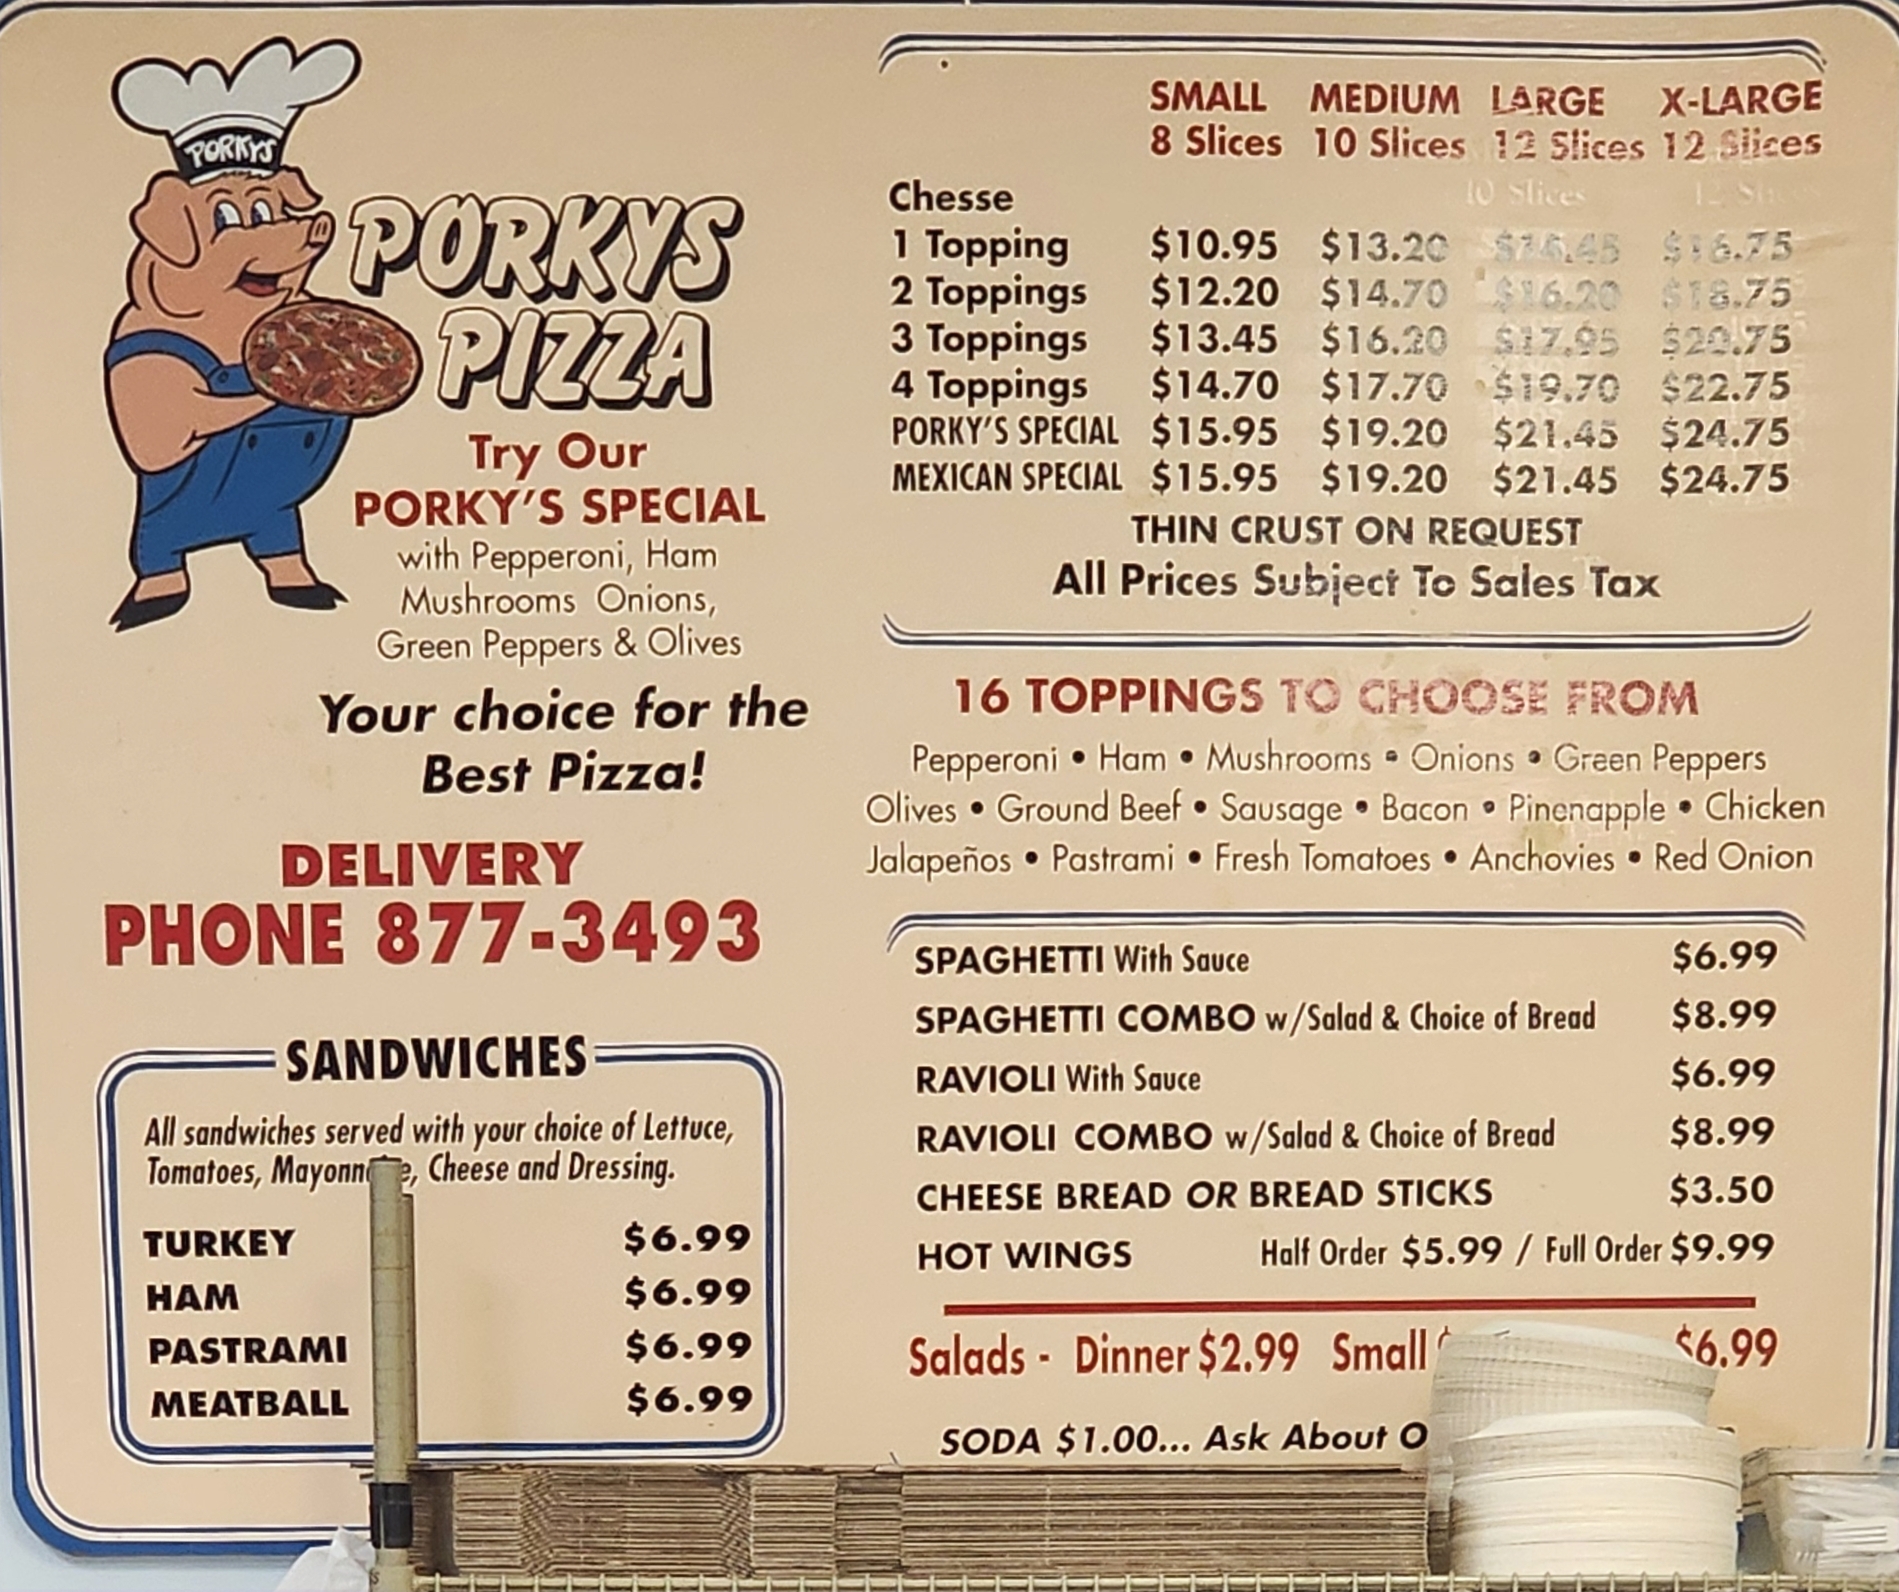 PORKYS
PORKYS
PIZZA
Try Our
PORKY'S SPECIAL
with Pepperoni, Ham
Mushrooms Onions,
Green Peppers & Olives
Your choice for the
Best Pizza!
DELIVERY
PHONE 877-3493
SANDWICHES
All sandwiches served with your choice of Lettuce,
Tomatoes, Cheese and Dressing.
TURKEY $6.99
HAM $6.99
PASTRAMI $6.99
MEATBALL $6.99
SMALL MEDIUM LARGE X-LARGE
8 Slices 10 Slices 12 Slices 12 Slices
10 Slices 12
Chesse
1 Topping $10.95 $13.20 $14.45 $16.75
2 Toppings $12.20 $14.70 $16.20 $18.75
3 Toppings $13.45 $16.20 $17.95 $20.75
4 Toppings $14.70 $17.70 $19.70 $22.75
PORKY'S SPECIAL $15.95 $19.20 $21.45 $24.75
MEXICAN SPECIAL $15.95 $19.20 $21.45 $24.75
THIN CRUST ON REQUEST
All Prices Subject To Sales Tax
16 TOPPINGS TO CHOOSE FROM
Pepperoni • Ham • Mushrooms • Onions • Green Peppers
Olives • Ground Beef • Sausage • Bacon • Pinenapple • Chicken
Jalapeños • Pastrami • Fresh Tomatoes • Anchovies • Red Onion
SPAGHETTI With Sauce $6.99
SPAGHETTI COMBO w/Salad & Choice of Bread $8.99
RAVIOLI With Sauce $6.99
RAVIOLI COMBO w/Salad & Choice of Bread $8.99
CHEESE BREAD OR BREAD STICKS $3.50
HOT WINGS Half Order $5.99 / Full Order $9.99
Salads - Dinner $2.99 Small $6.99
SODA $1.00... Ask About